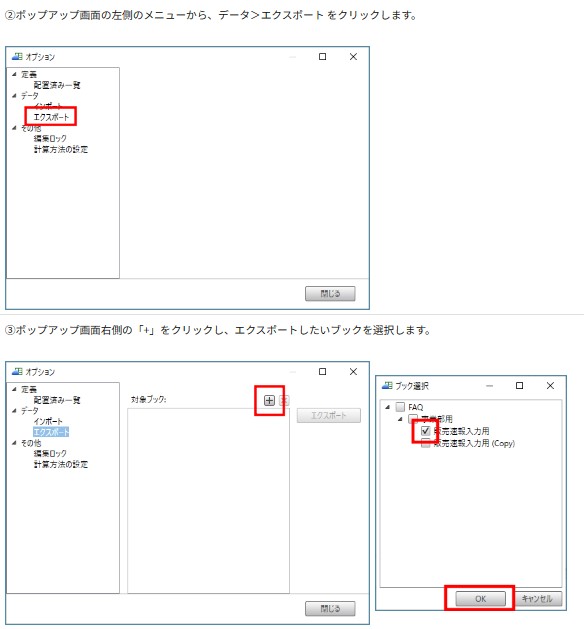 ②ポップアップ画面の左側のメニューから、データ＞エクスポート をクリックします。
オプション
定義
配置済み一覧
データ
インポート
エクスポート
その他
編集ロック
計算方法の設定
閉じる
③ポップアップ画面右側の「+」をクリックし、エクスポートしたいブックを選択します。
オプション
定義
配置済み一覧
データ
インポート
エクスポート
その他
編集ロック
計算方法の設定
対象ブック:
エクスポート
閉じる
ブック選択
FAQ
事業部用
販売速報入力用
販売速報入力用 (Copy)
OK
キャンセル